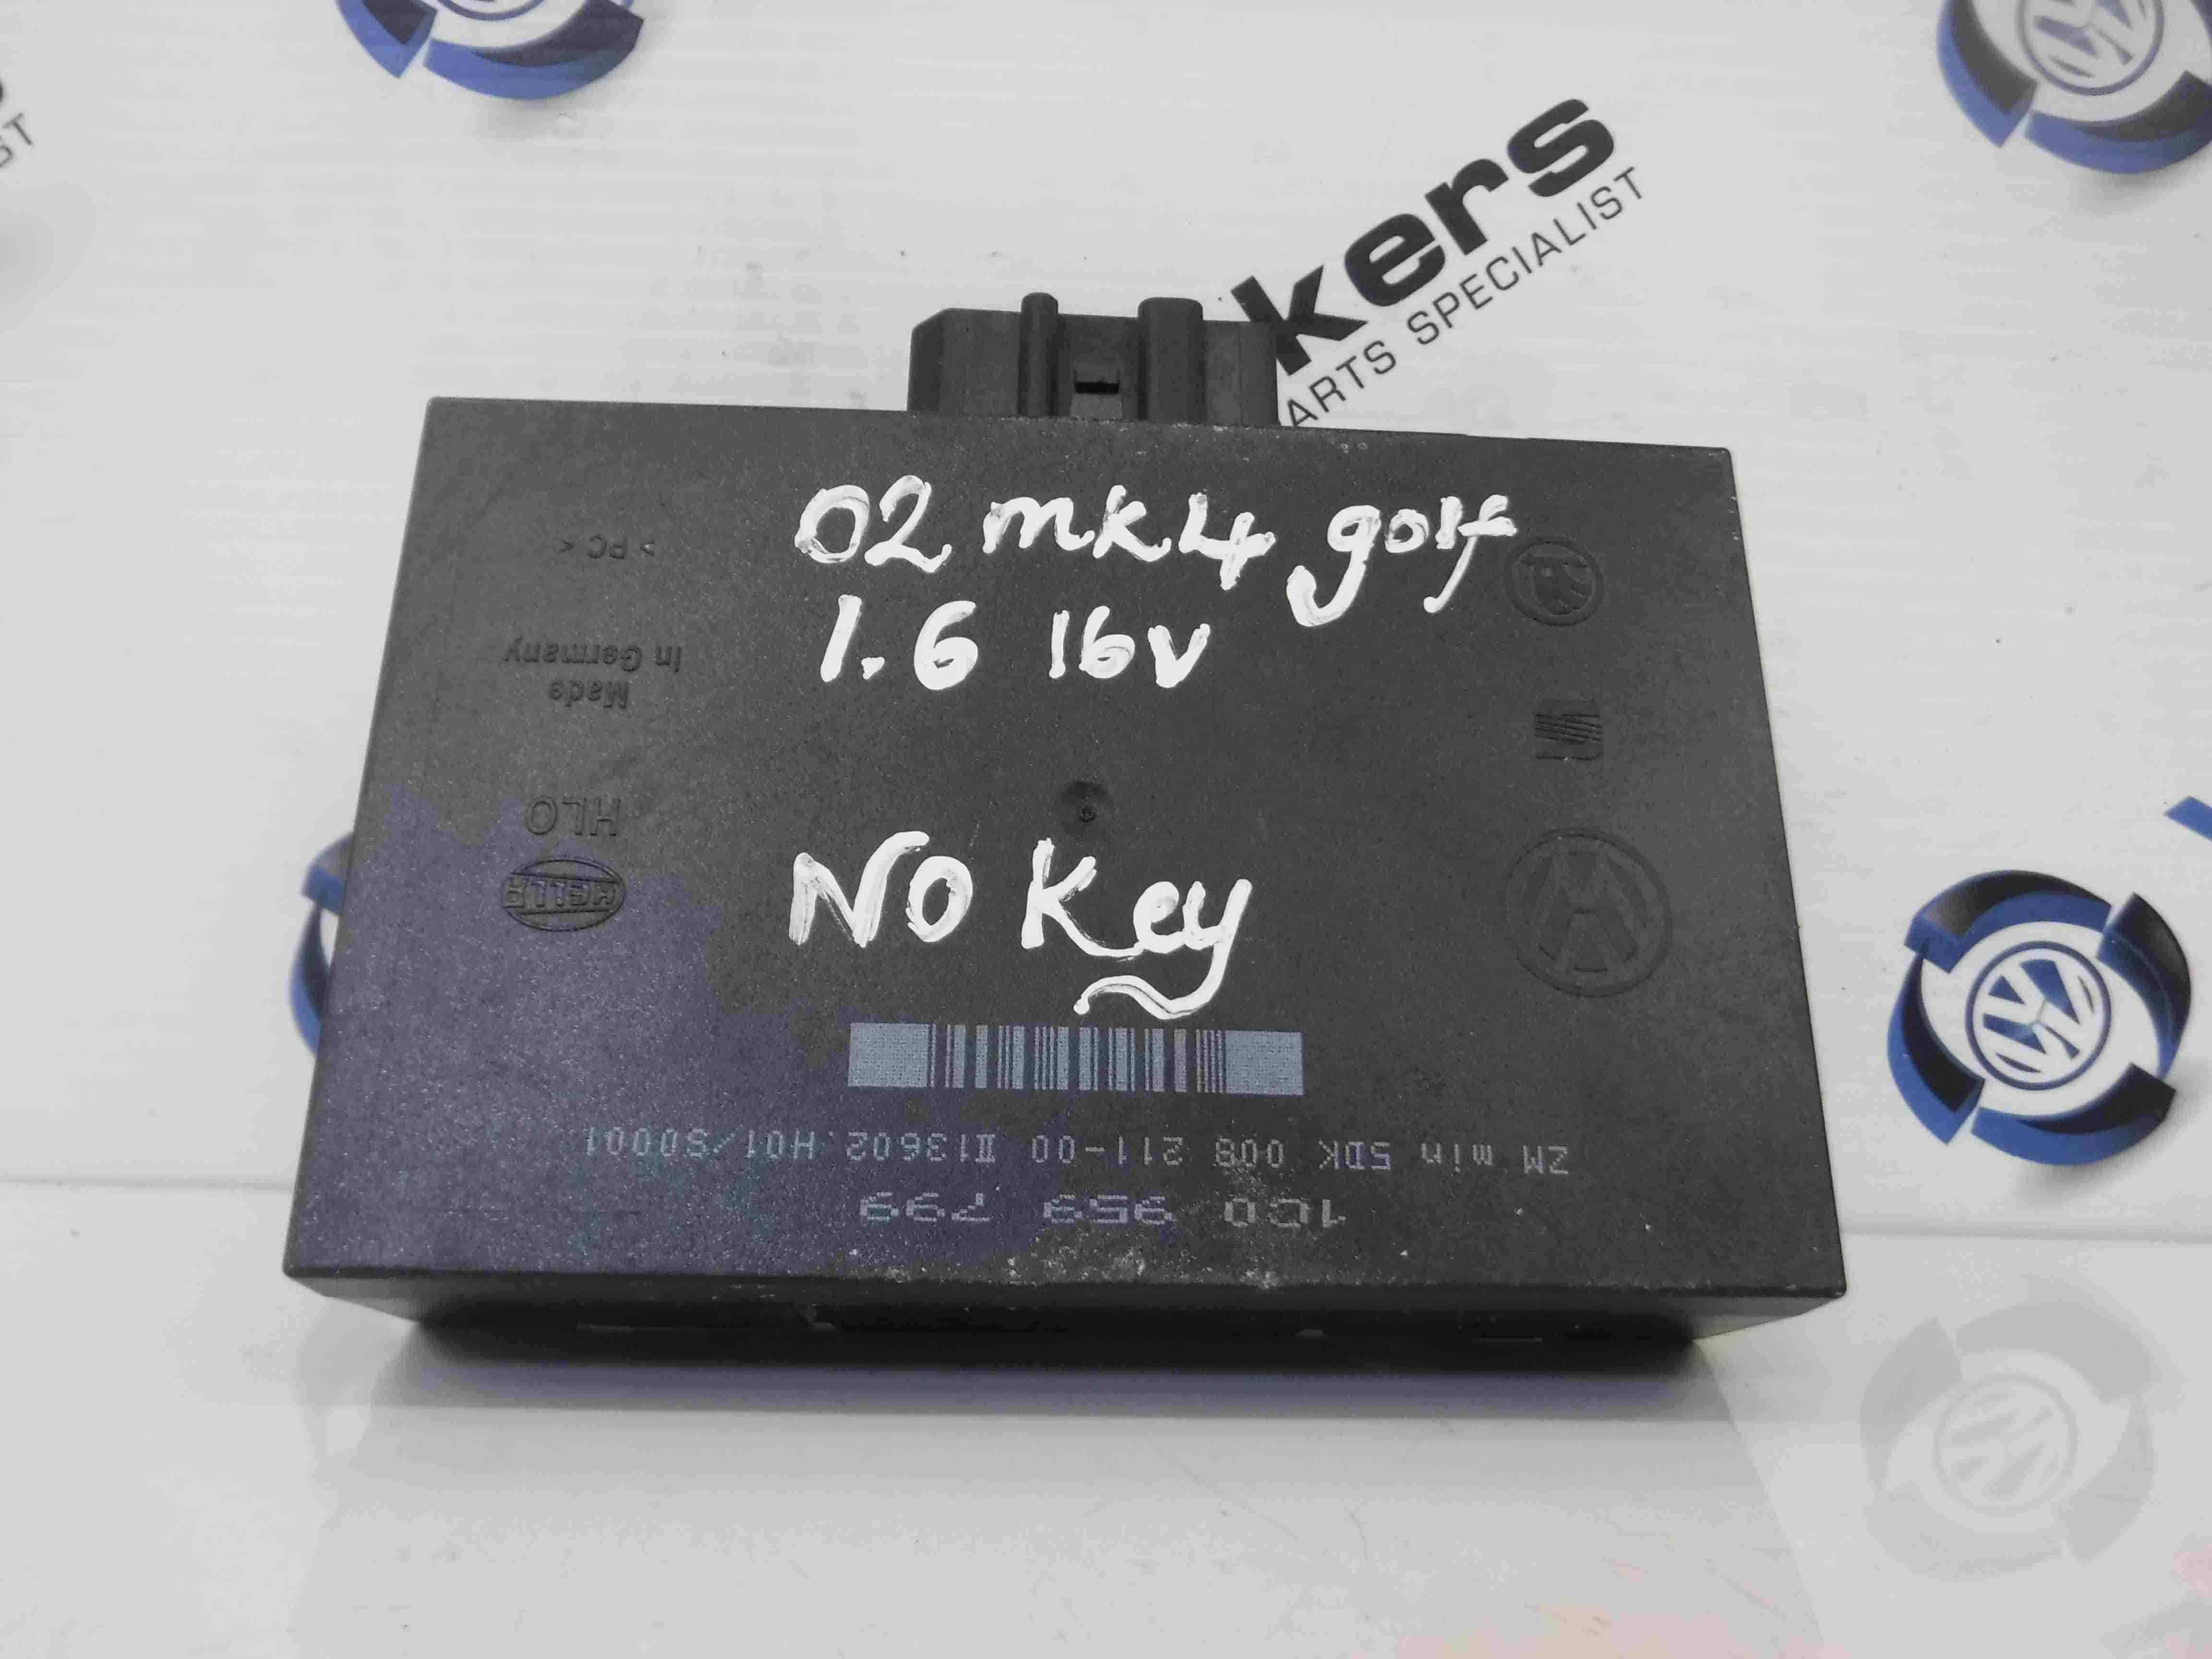 kers
ARTS SPECIALIST
ST
02 mk4 golf
1.6 16v
NO Key
> PC <
Made
In Germany
HLO
HELLA
ZM min 5DK 008 211-00 II13602.H01/S0001
1C0 959 799